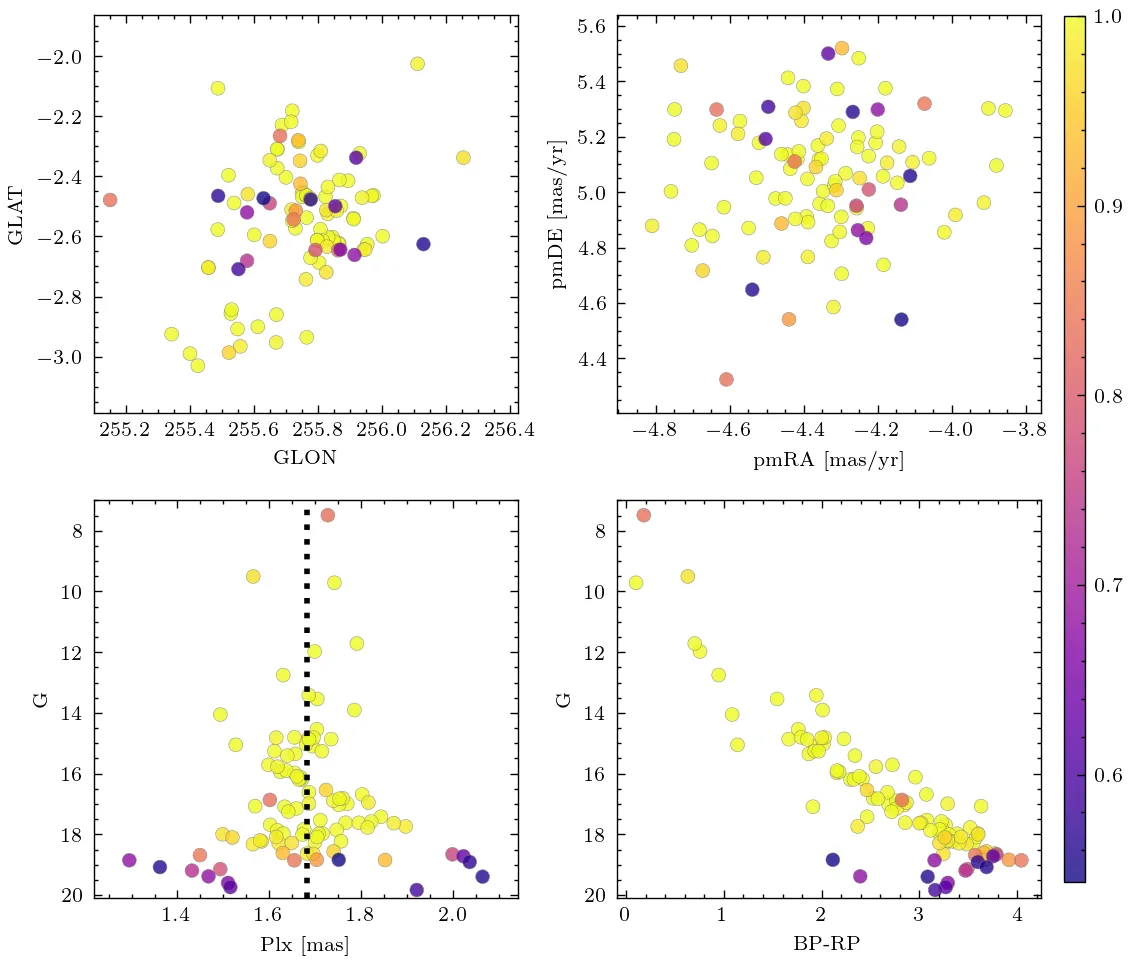 −2.0
−2.2
−2.4
−2.6
−2.8
−3.0
GLAT
255.2 255.4 255.6 255.8 256.0 256.2 256.4
GLON
5.6
5.4
5.2
5.0
4.8
4.6
4.4
pmDE [mas/yr]
−4.8 −4.6 −4.4 −4.2 −4.0 −3.8
pmRA [mas/yr]
1.0
0.9
0.8
0.7
0.6
8
10
12
14
16
18
20
G
1.4 1.6 1.8 2.0
Plx [mas]
8
10
12
14
16
18
20
G
0 1 2 3 4
BP-RP